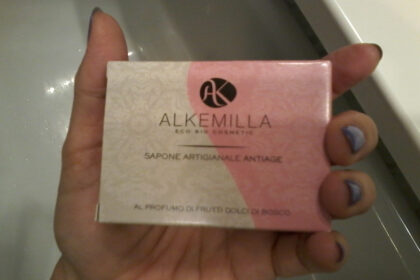 AK
ALKEMILLA
ECO BIO COSMETIC
SAPONE ARTIGIANALE ANTIAGE
AL PROFUMO DI FRUTTI DOLCI DI BOSCO